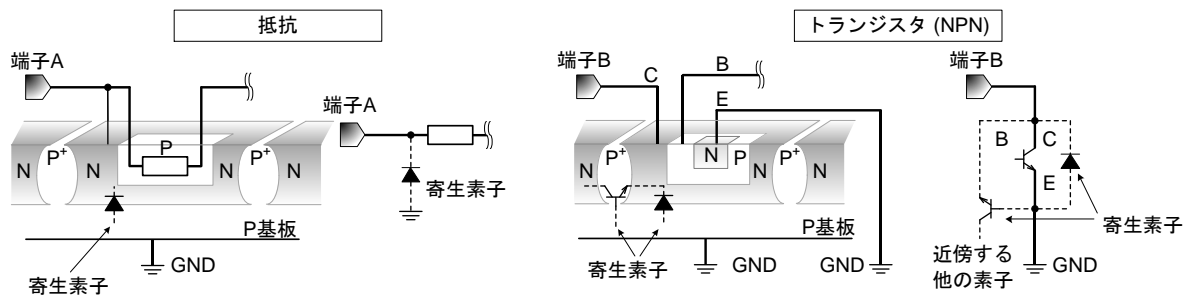 抵抗
トランジスタ (NPN)
端子A
端子A
N
P+
N
P
N
P+
N
寄生素子
P基板
GND
寄生素子
端子B
C
B
E
N
P+
N
N
P
N
P+
N
P基板
寄生素子
GND
GND
端子B
B
C
E
寄生素子
近傍する
他の素子
GND